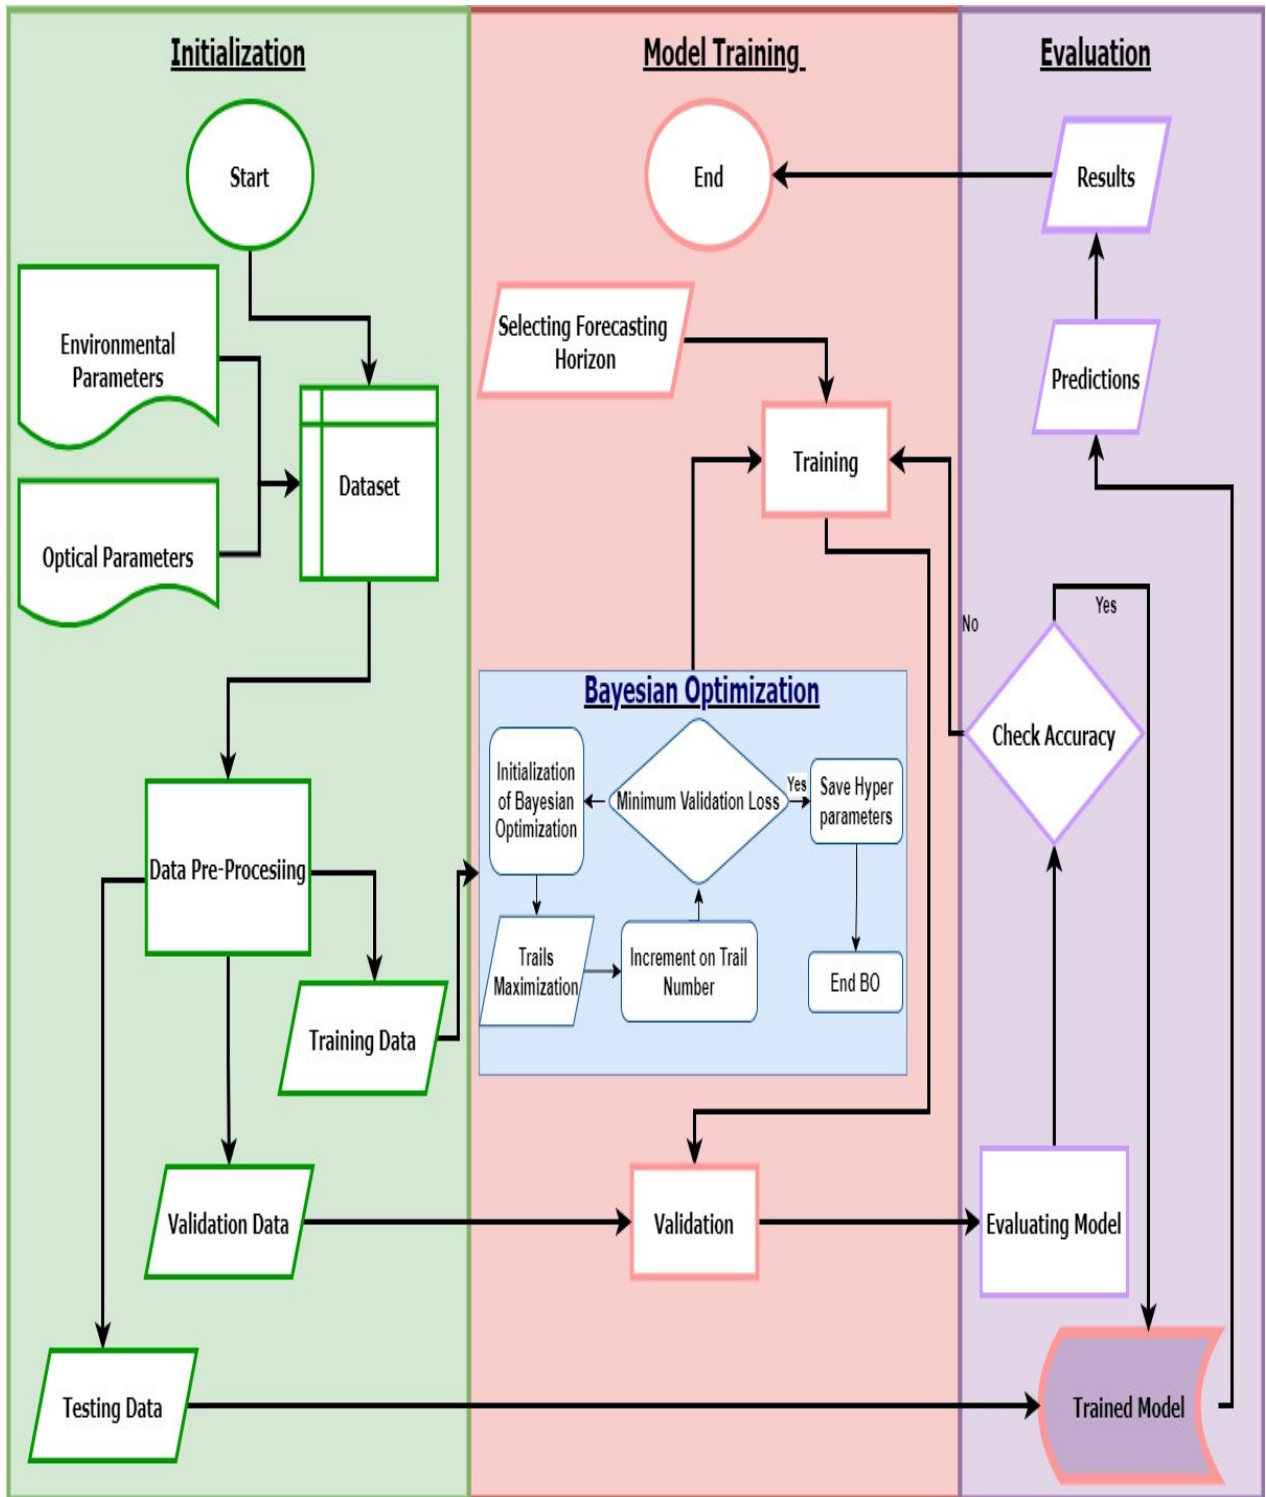 Initialization
Start
Environmental
Parameters
Optical Parameters
Dataset
Data Pre-Procesiing
Training Data
Validation Data
Testing Data
Model Training
End
Selecting Forecasting
Horizon
Training
Bayesian Optimization
Initialization
of Bayesian
Optimization
Minimum Validation Loss
Yes
Save Hyper
parameters
Trails
Maximization
Increment on Trail
Number
End BO
Validation
Evaluation
Results
Predictions
Yes
No
Check Accuracy
Evaluating Model
Trained Model